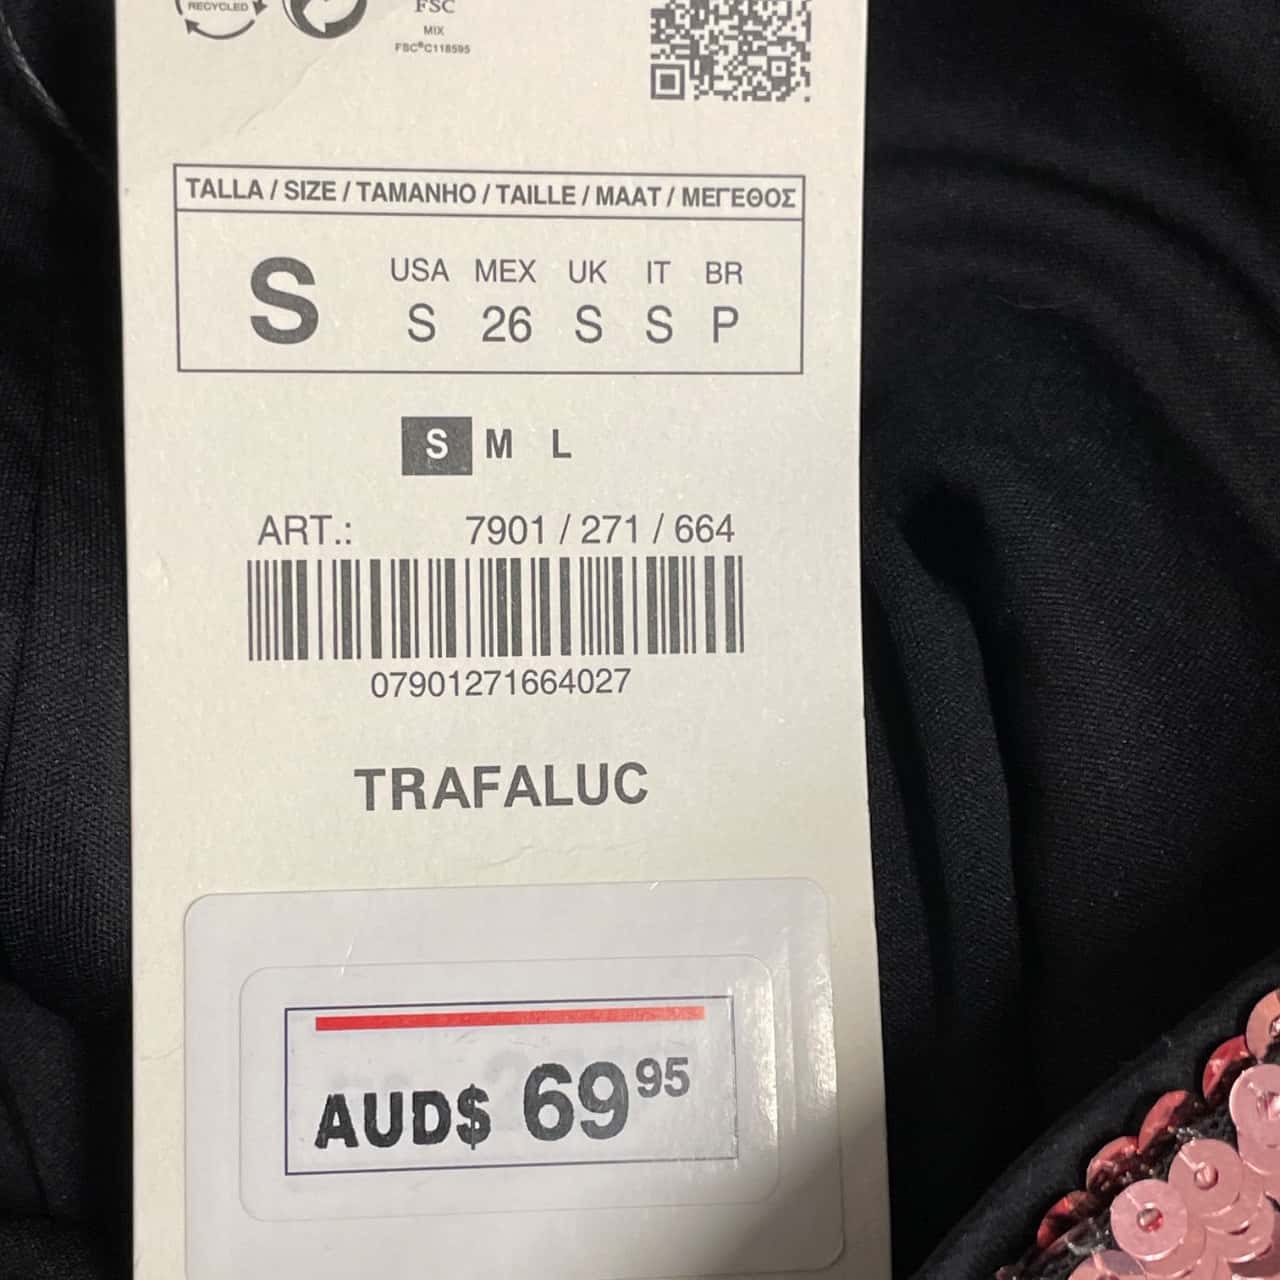 RECYCLED
FSC
MIX
FSC®C118595
TALLA / SIZE / TAMANHO / TAILLE / MAAT / ΜΕΓΕΘΟΣ
S
USA MEX UK IT BR
S 26 S S P
S M L
ART.: 7901 / 271 / 664
07901271664027
TRAFALUC
AUD$ 69 95